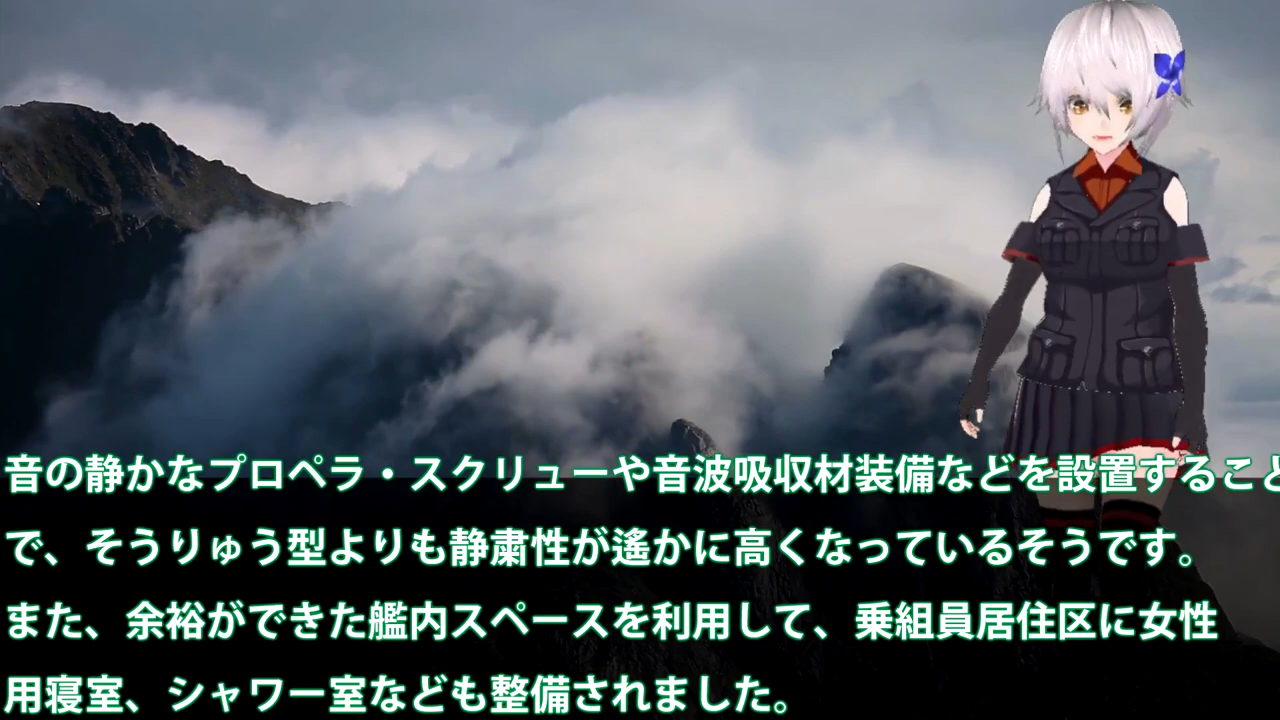 音の静かなプロペラ・スクリューや音波吸収材装備などを設置すること
で、そうりゅう型よりも静粛性が遙かに高くなっているそうです。
また、余裕ができた艦内スペースを利用して、乗組員居住区に女性
用寝室、シャワー室なども整備されました。